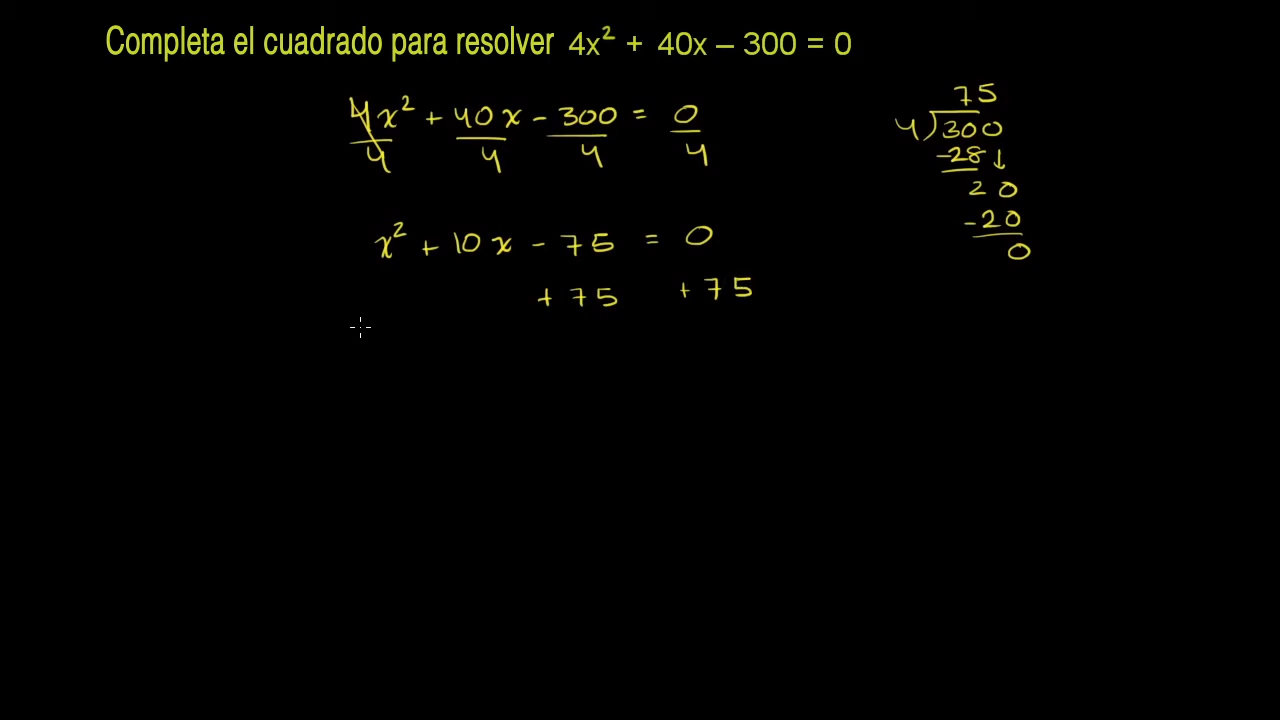 Completa el cuadrado para resolver 4x² + 40x – 300 = 0
4x²/4 + 40x/4 - 300/4 = 0/4
x² + 10x - 75 = 0
+ 75 + 75
75
4)300
-28↓
20
-20
0